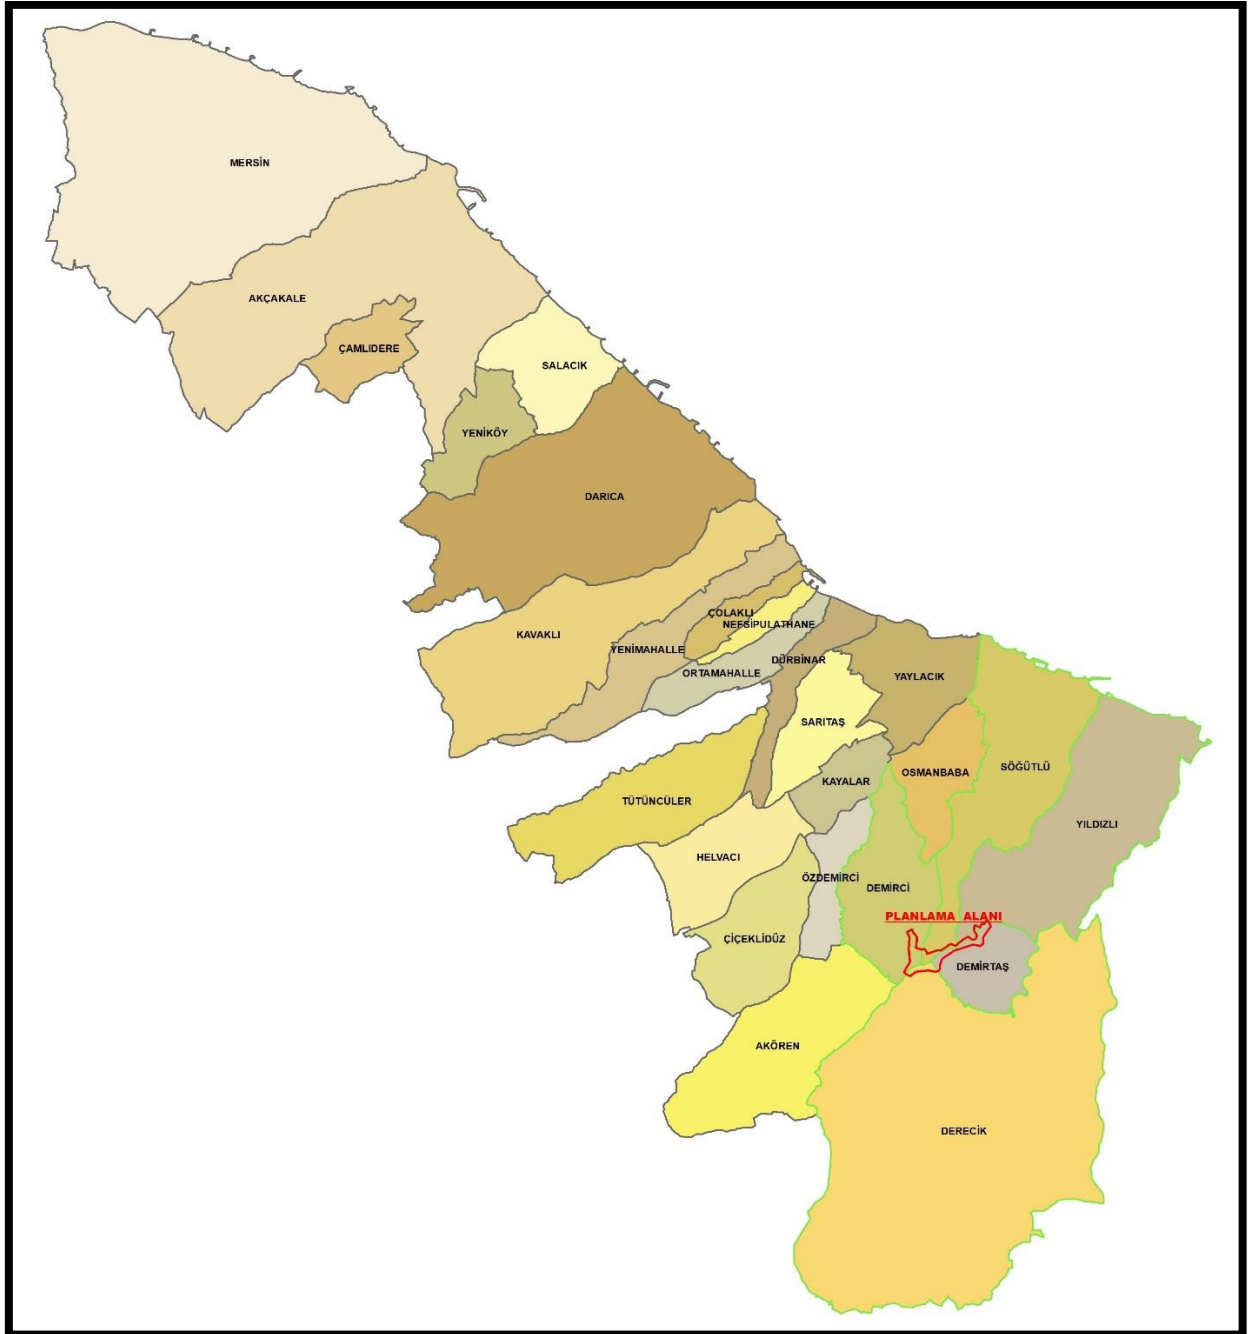 MERSİN
AKÇAKALE
ÇAMLIDERE
SALACIK
YENİKÖY
DARICA
KAVAKLI
YENİMAHALLE
ÇOLAKLI
NEFSİPULATHANE
ORTAMAHALLE
DÜRBİNAR
YAYLACIK
SARITAŞ
OSMANBABA
SÖĞÜTLÜ
KAYALAR
TÜTÜNCÜLER
YILDIZLI
HELVACI
ÖZDEMİRCİ
DEMİRCİ
PLANLAMA ALANI
ÇİÇEKLİDÜZ
DEMİRTAŞ
AKÖREN
DERECİK